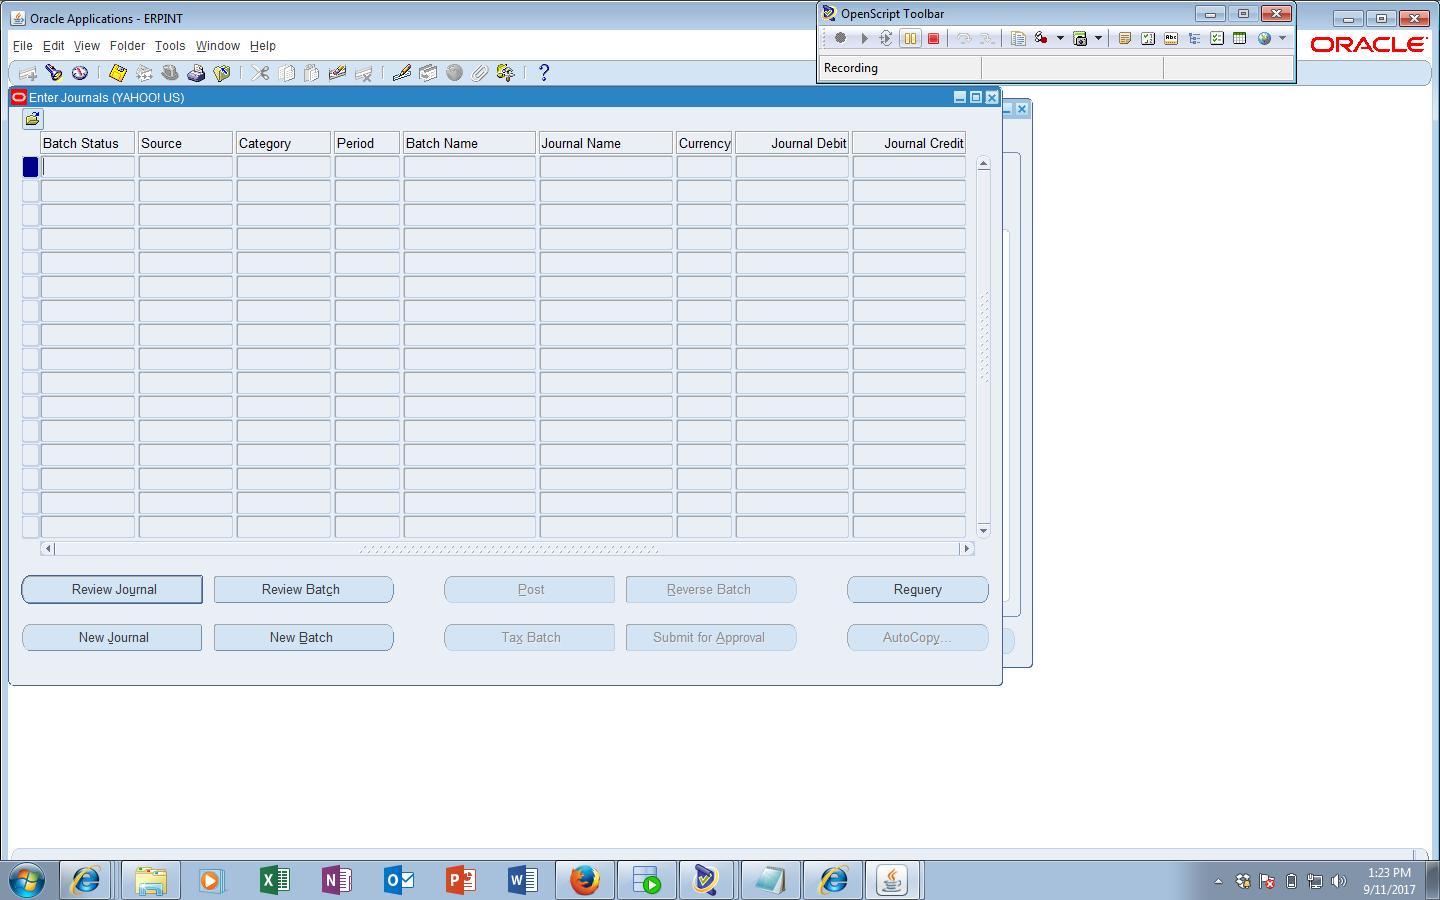 Oracle Applications - ERPINT
OpenScript Toolbar
File Edit View Folder Tools Window Help
ORACLE
Recording
Enter Journals (YAHOO! US)
Batch Status Source Category Period Batch Name Journal Name Currency Journal Debit Journal Credit
Review Journal Review Batch Post Reverse Batch Requery
New Journal New Batch Tax Batch Submit for Approval AutoCopy...
1:23 PM
9/11/2017